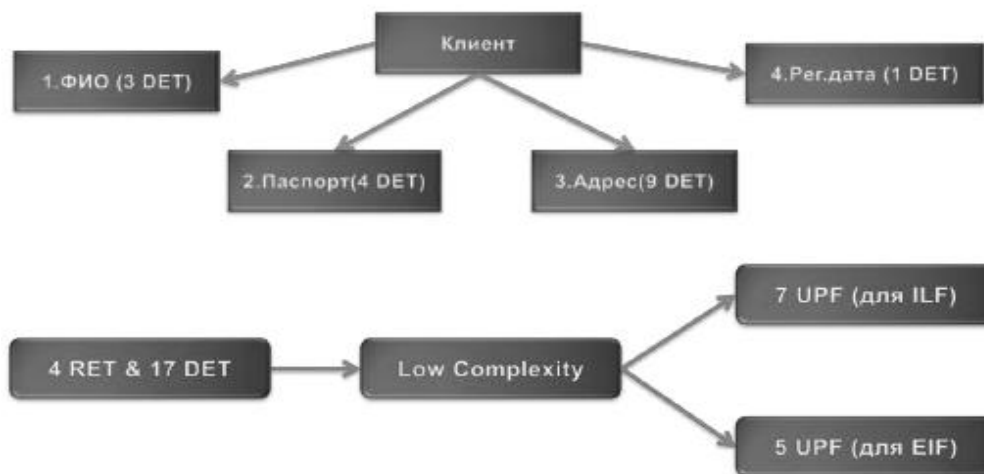 Клиент
1.ФИО (3 DET)
4.Рег.дата (1 DET)
2.Паспорт(4 DET)
3.Адрес(9 DET)
7 UPF (для ILF)
4 RET & 17 DET
Low Complexity
5 UPF (для EIF)